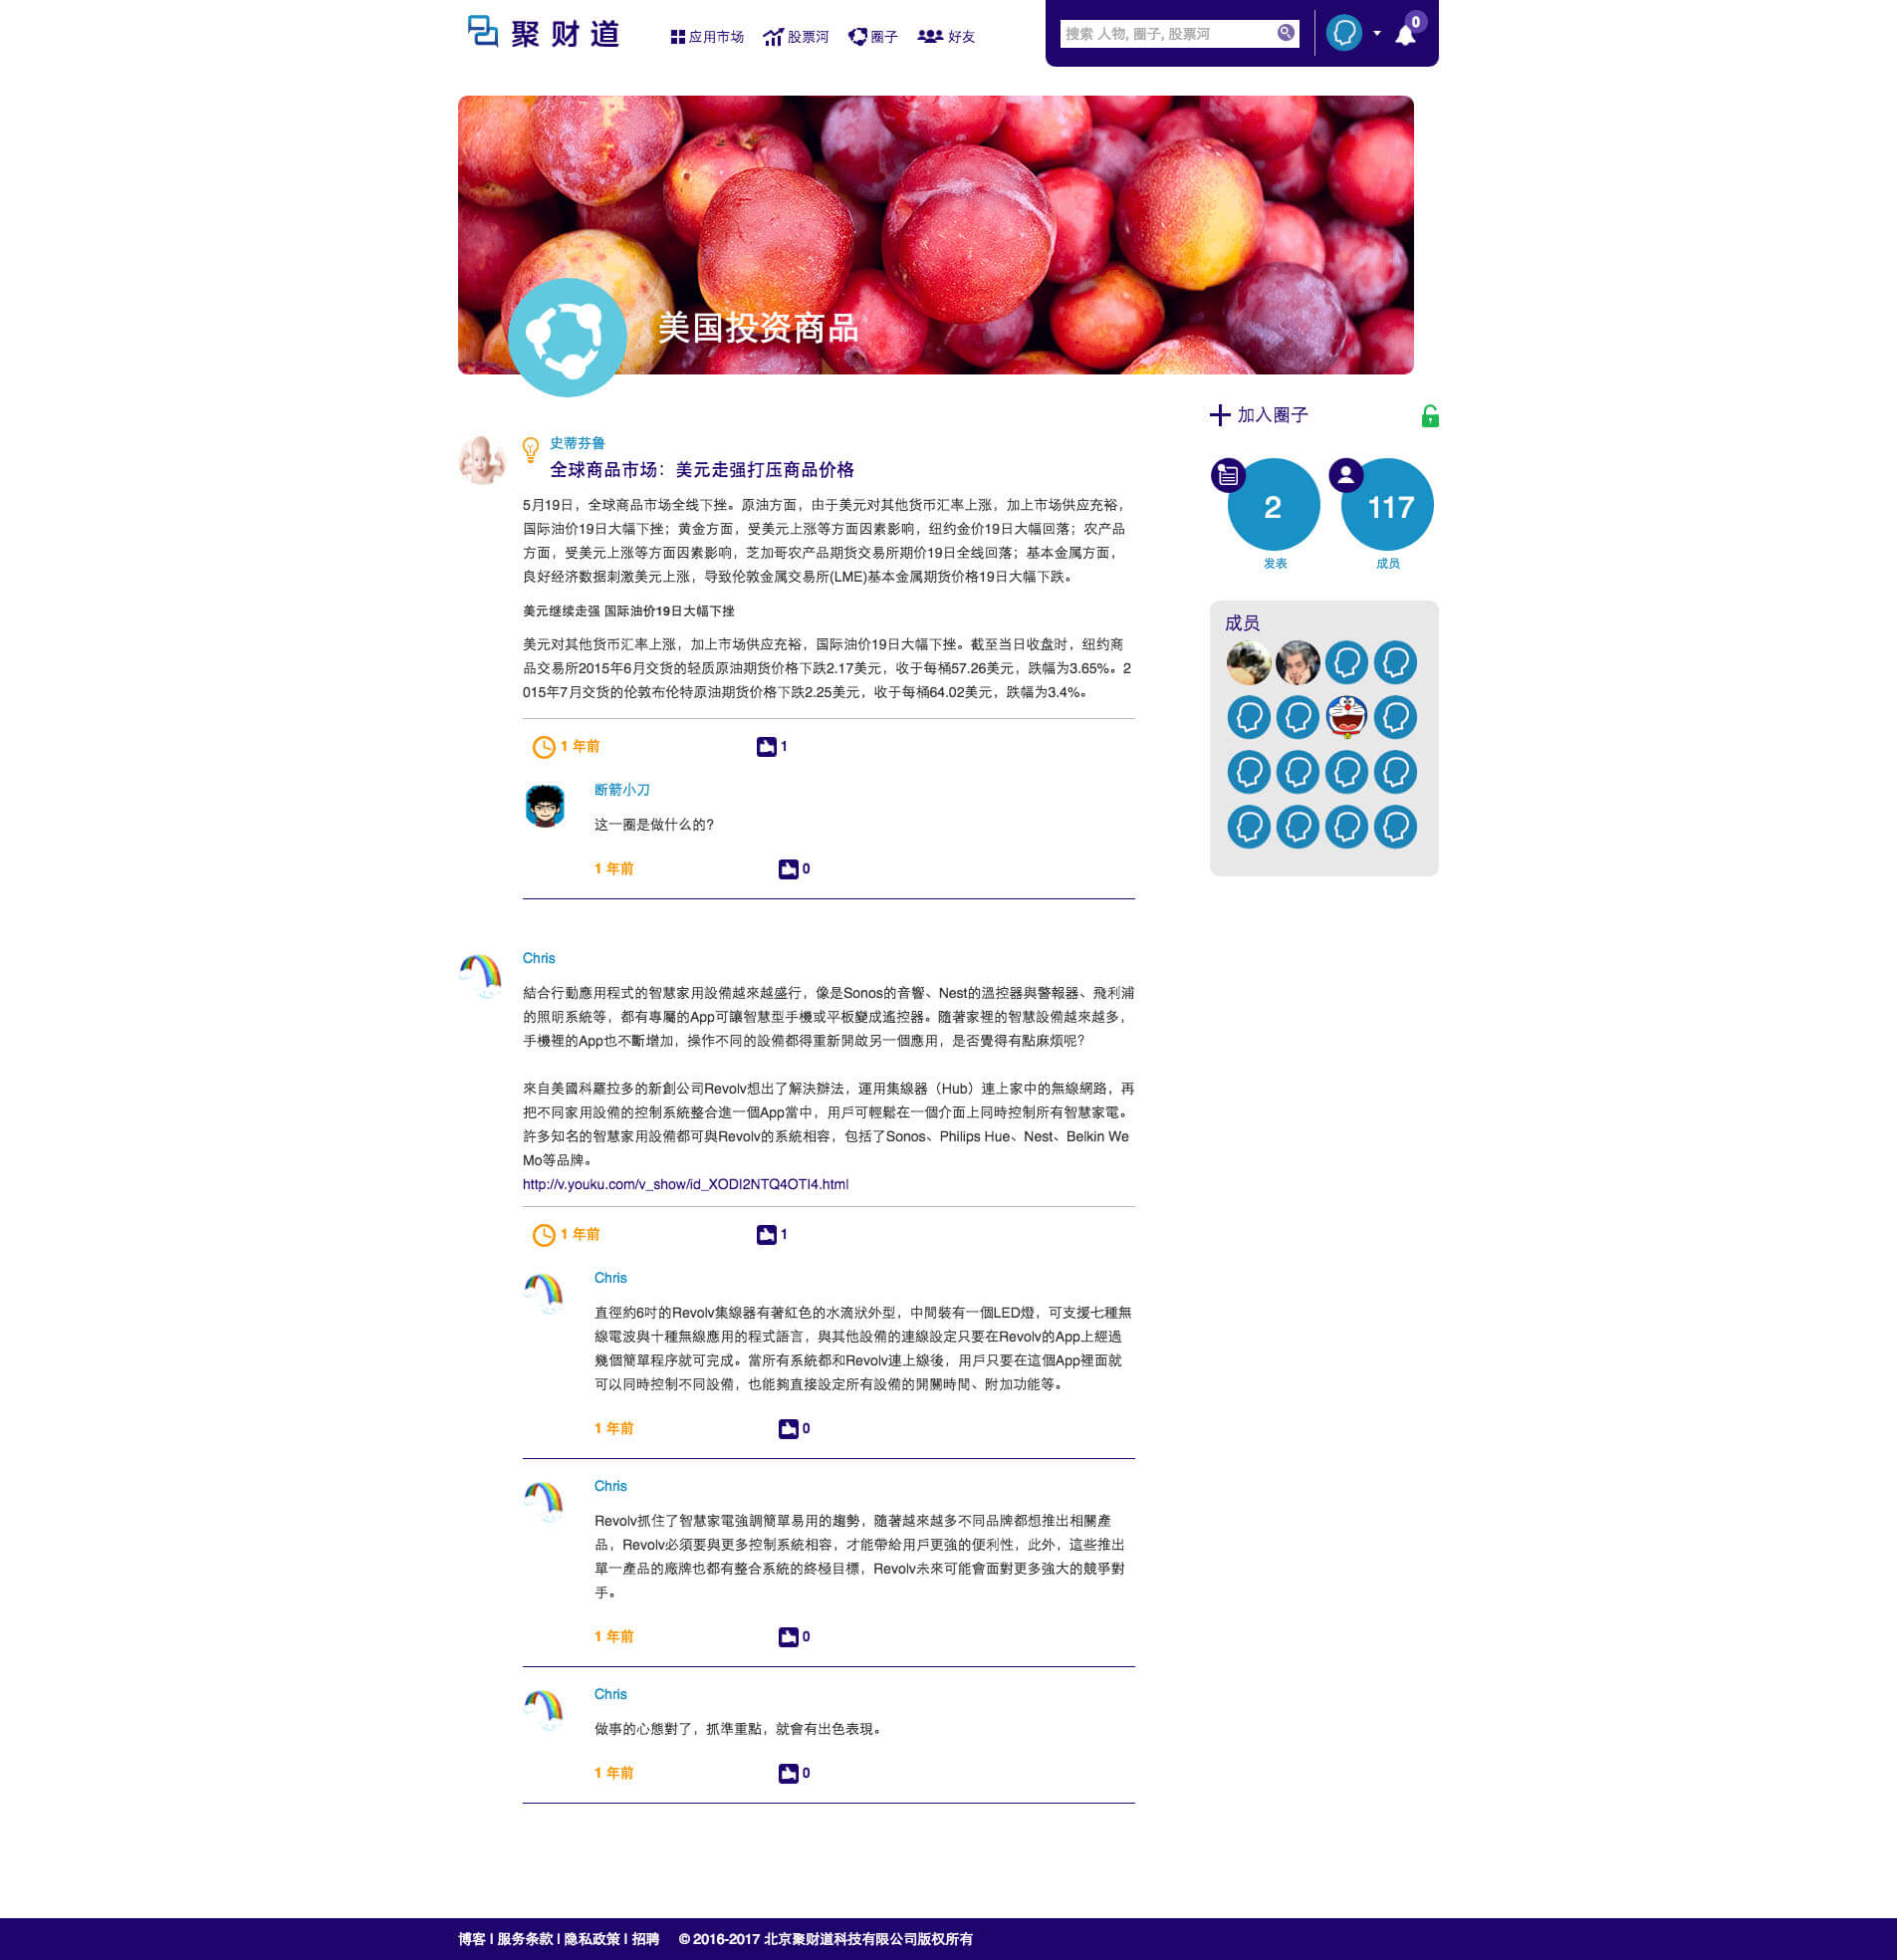 聚财道
应用市场 股票河 圈子 好友
搜索 人物, 圈子, 股票河
0
美国投资商品
加入圈子
史蒂芬鲁
全球商品市场：美元走强打压商品价格
5月19日，全球商品市场全线下挫。原油方面，由于美元对其他货币汇率上涨，加上市场供应充裕，
国际油价19日大幅下挫；黄金方面，受美元上涨等方面因素影响，纽约金价19日大幅回落；农产品
方面，受美元上涨等方面因素影响，芝加哥农产品期货交易所期价19日全线回落；基本金属方面，
良好经济数据刺激美元上涨，导致伦敦金属交易所(LME)基本金属期货价格19日大幅下跌。
美元继续走强 国际油价19日大幅下挫
美元对其他货币汇率上涨，加上市场供应充裕，国际油价19日大幅下挫。截至当日收盘时，纽约商
品交易所2015年6月交货的轻质原油期货价格下跌2.17美元，收于每桶57.26美元，跌幅为3.65%。2
015年7月交货的伦敦布伦特原油期货价格下跌2.25美元，收于每桶64.02美元，跌幅为3.4%。
1 年前 1
断箭小刀
这一圈是做什么的?
1 年前 0
2 117
发表 成员
成员
Chris
結合行動應用程式的智慧家用設備越來越盛行，像是Sonos的音響、Nest的溫控器與警報器、飛利浦
的照明系統等，都有專屬的App可讓智慧型手機或平板變成遙控器。隨著家裡的智慧設備越來越多，
手機裡的App也不斷增加，操作不同的設備都得重新開啟另一個應用，是否覺得有點麻煩呢?
來自美國科羅拉多的新創公司Revolv想出了解決辦法，運用集線器（Hub）連上家中的無線網路，再
把不同家用設備的控制系統整合進一個App當中，用戶可輕鬆在一個介面上同時控制所有智慧家電。
許多知名的智慧家用設備都可與Revolv的系統相容，包括了Sonos、Philips Hue、Nest、Belkin We
Mo等品牌。
http://v.youku.com/v_show/id_XODI2NTQ4OTI4.html
1 年前 1
Chris
直徑約6吋的Revolv集線器有著紅色的水滴狀外型，中間裝有一個LED燈，可支援七種無
線電波與十種無線應用的程式語言，與其他設備的連線設定只要在Revolv的App上經過
幾個簡單程序就可完成。當所有系統都和Revolv連上線後，用戶只要在這個App裡面就
可以同時控制不同設備，也能夠直接設定所有設備的開關時間、附加功能等。
1 年前 0
Chris
Revolv抓住了智慧家電強調簡單易用的趨勢，隨著越來越多不同品牌都想推出相關產
品，Revolv必須要與更多控制系統相容，才能帶給用戶更強的便利性，此外，這些推出
單一產品的廠牌也都有整合系統的終極目標，Revolv未來可能會面對更多強大的競爭對
手。
1 年前 0
Chris
做事的心態對了，抓準重點，就會有出色表現。
1 年前 0
博客 | 服务条款 | 隐私政策 | 招聘 © 2016-2017 北京聚财道科技有限公司版权所有